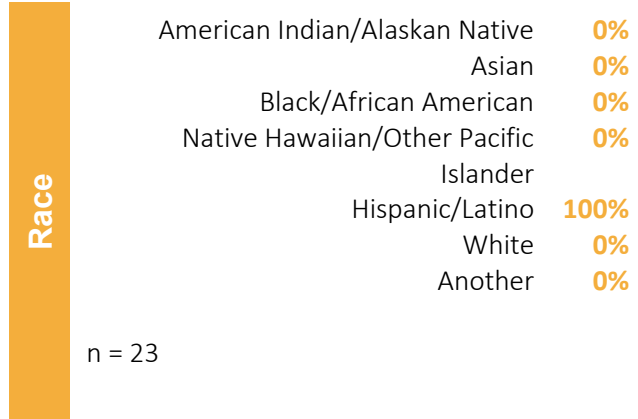 Race
American Indian/Alaskan Native 0%
Asian 0%
Black/African American 0%
Native Hawaiian/Other Pacific 0%
Islander
Hispanic/Latino 100%
White 0%
Another 0%
n = 23